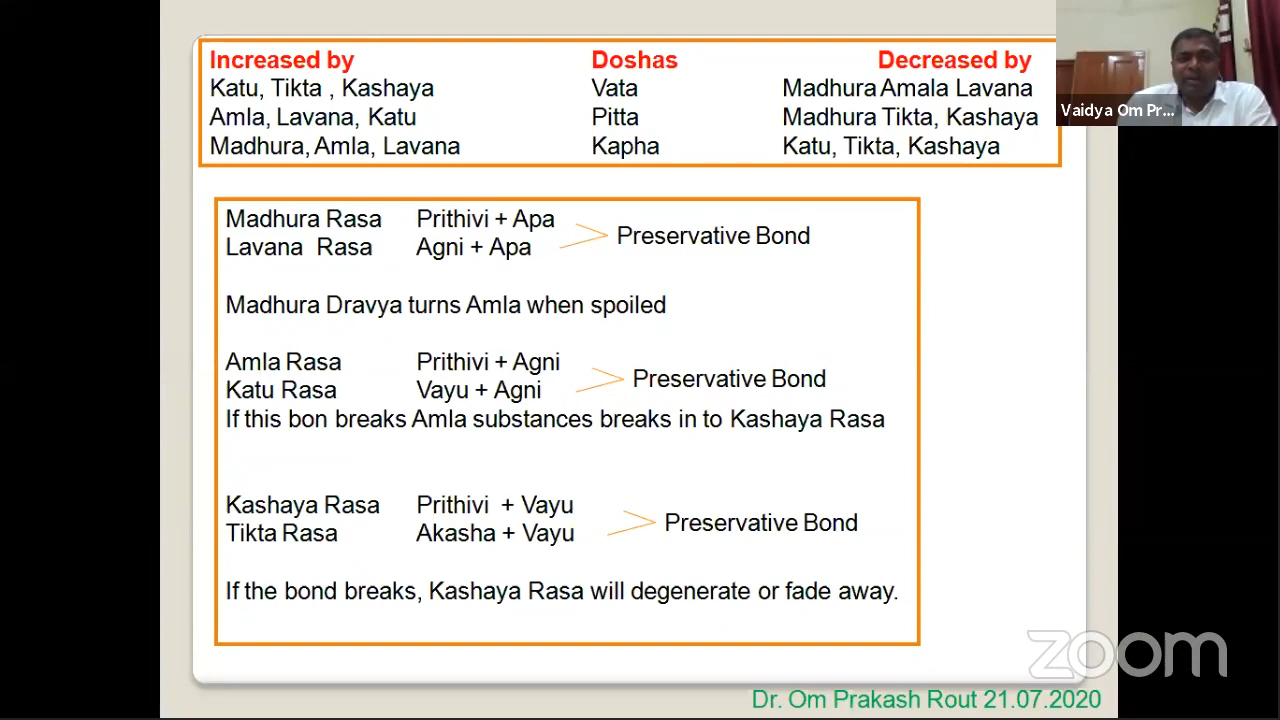 Increased by Doshas Decreased by
Katu, Tikta , Kashaya Vata Madhura Amala Lavana
Amla, Lavana, Katu Pitta Madhura Tikta, Kashaya
Madhura, Amla, Lavana Kapha Katu, Tikta, Kashaya
Vaidya Om Pr...
Madhura Rasa Prithivi + Apa
Preservative Bond
Lavana Rasa Agni + Apa
Madhura Dravya turns Amla when spoiled
Amla Rasa Prithivi + Agni
Preservative Bond
Katu Rasa Vayu + Agni
If this bon breaks Amla substances breaks in to Kashaya Rasa
Kashaya Rasa Prithivi + Vayu
Preservative Bond
Tikta Rasa Akasha + Vayu
If the bond breaks, Kashaya Rasa will degenerate or fade away.
zoom
Dr. Om Prakash Rout 21.07.2020